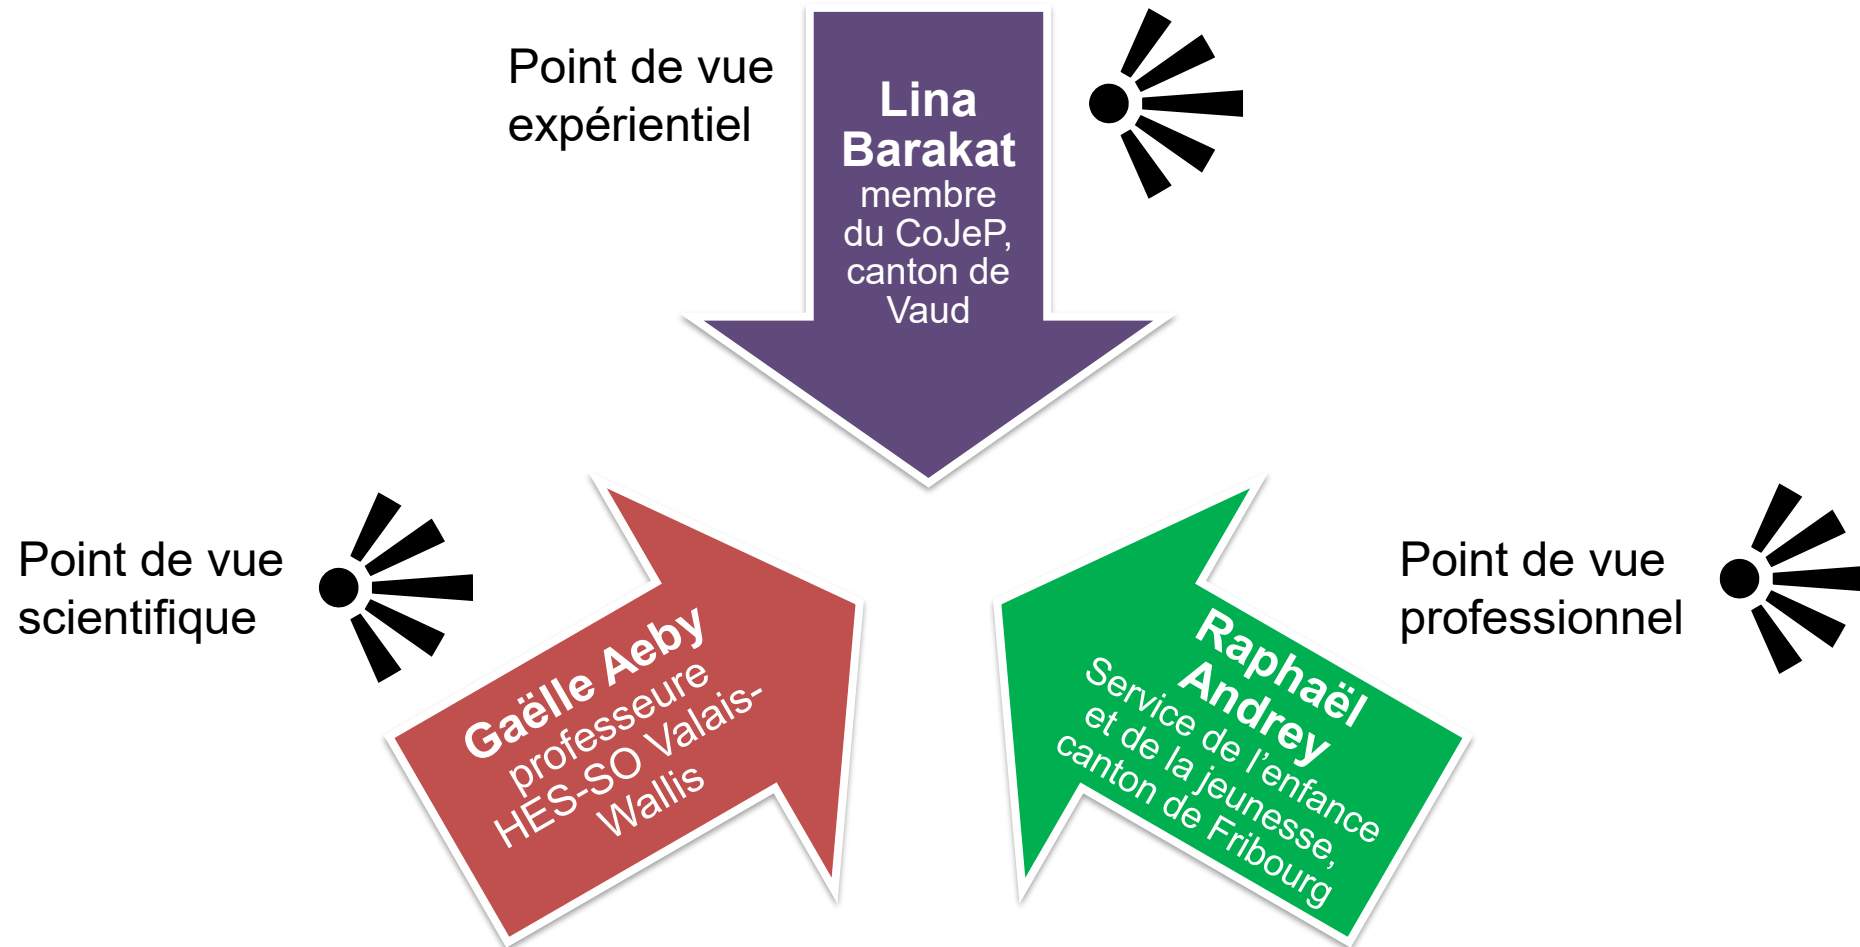 Point de vue
expérientiel
Lina
Barakat
membre
du CoJeP,
canton de
Vaud
Point de vue
scientifique
Gaëlle Aeby
professeure
HES-SO Valais-
Wallis
Point de vue
professionnel
Raphaël
Andrey
Service de l’enfance
et de la jeunesse,
canton de Fribourg